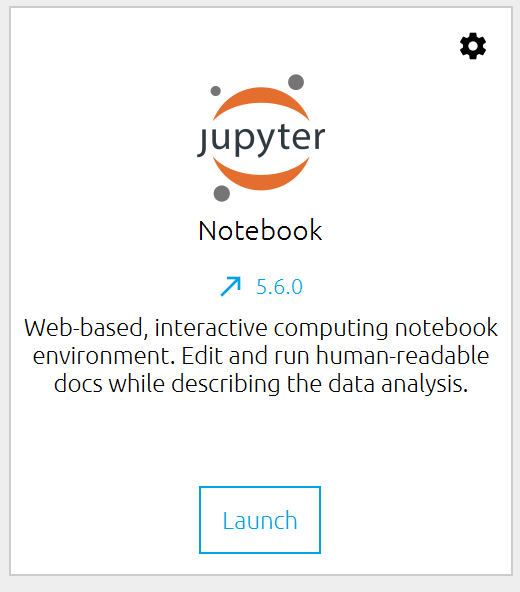 jupyter
Notebook
5.6.0
Web-based, interactive computing notebook
environment. Edit and run human-readable
docs while describing the data analysis.
Launch